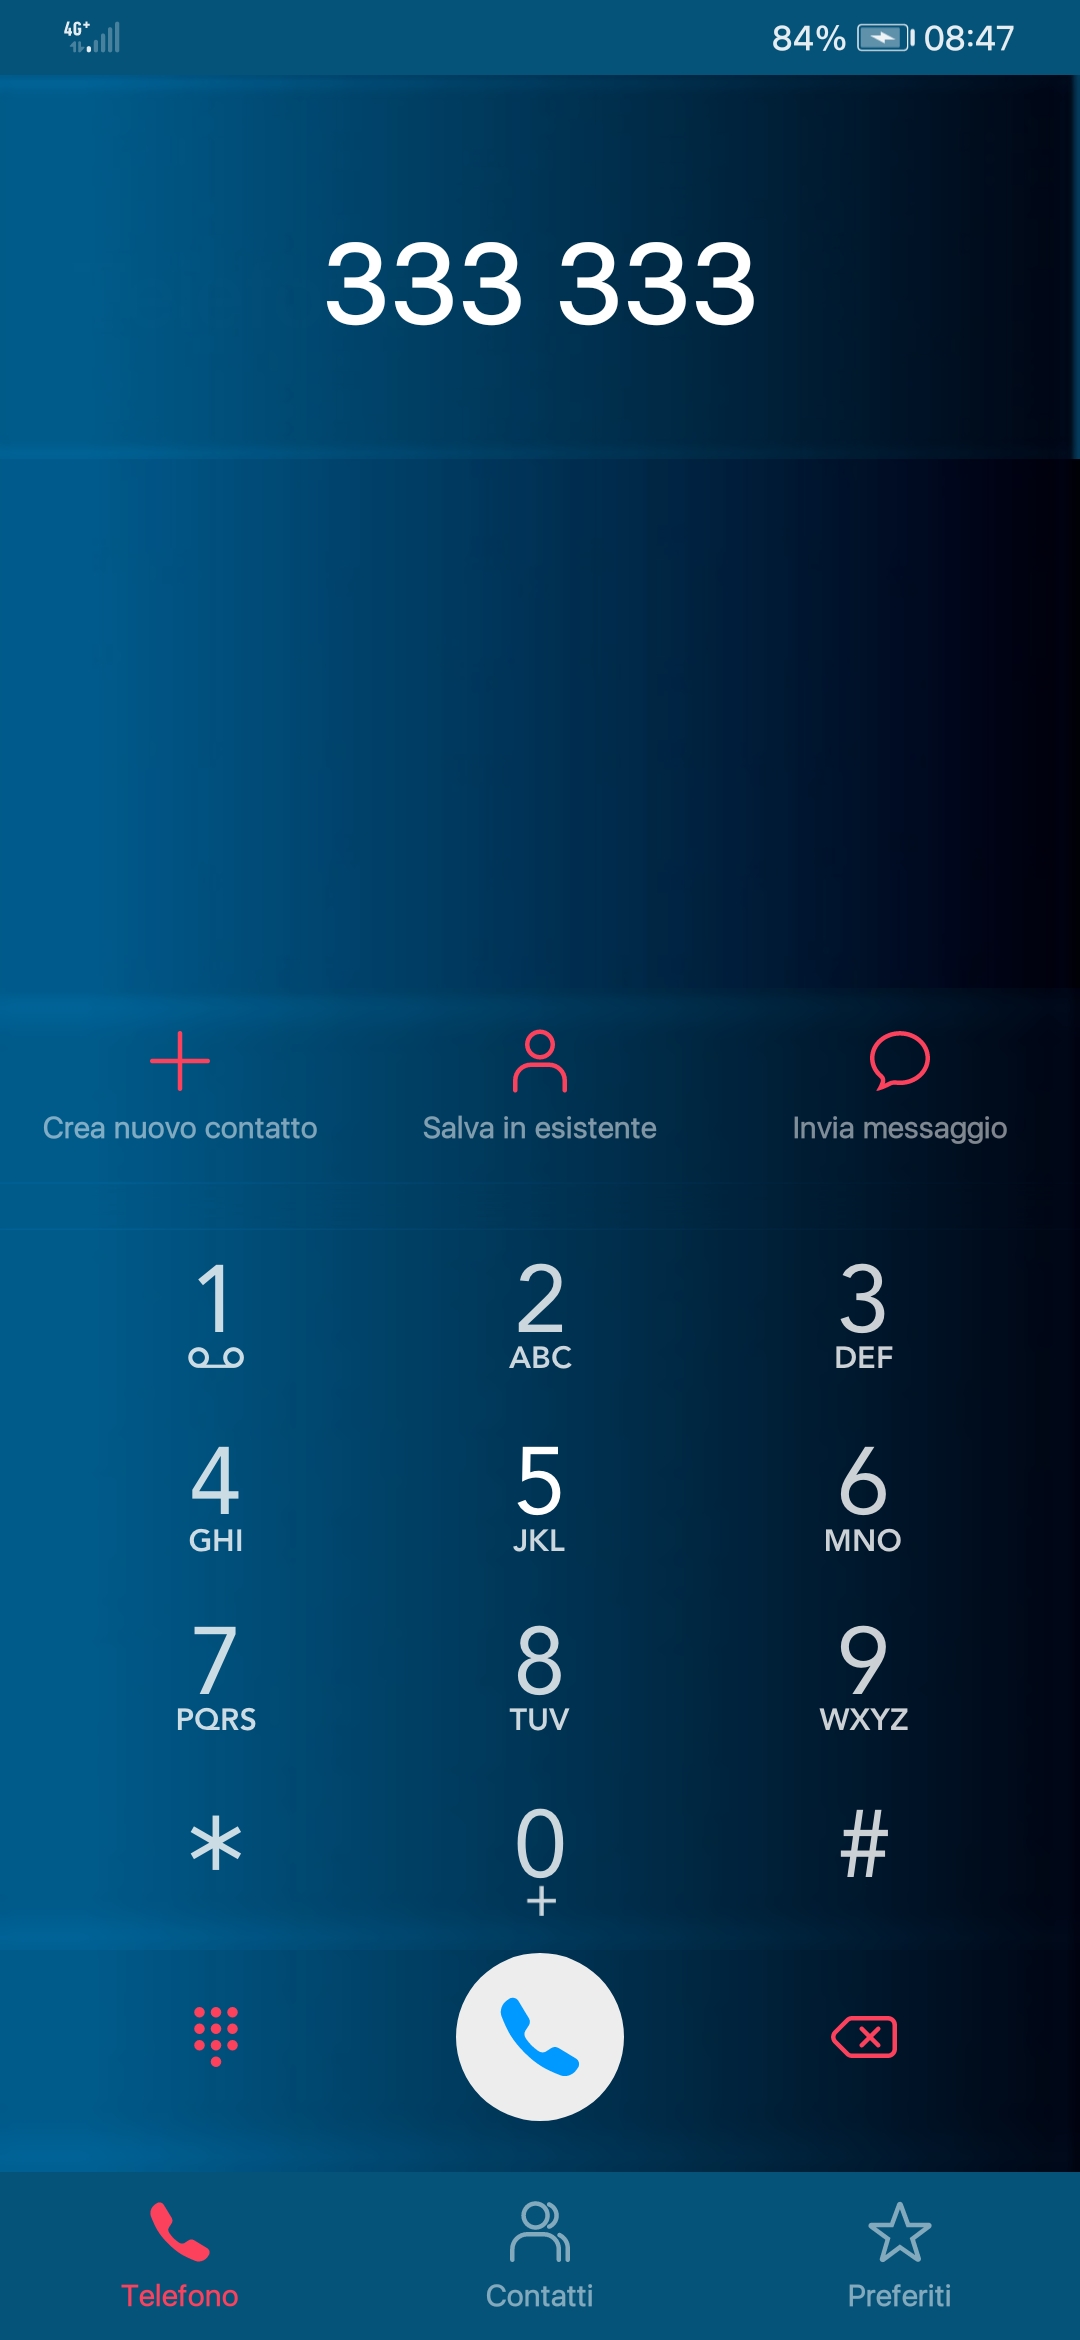 4G+
84% 08:47
333 333
Crea nuovo contatto Salva in esistente Invia messaggio
1 2 3
ABC DEF
4 5 6
GHI JKL MNO
7 8 9
PQRS TUV WXYZ
* 0 #
+
Telefono Contatti Preferiti